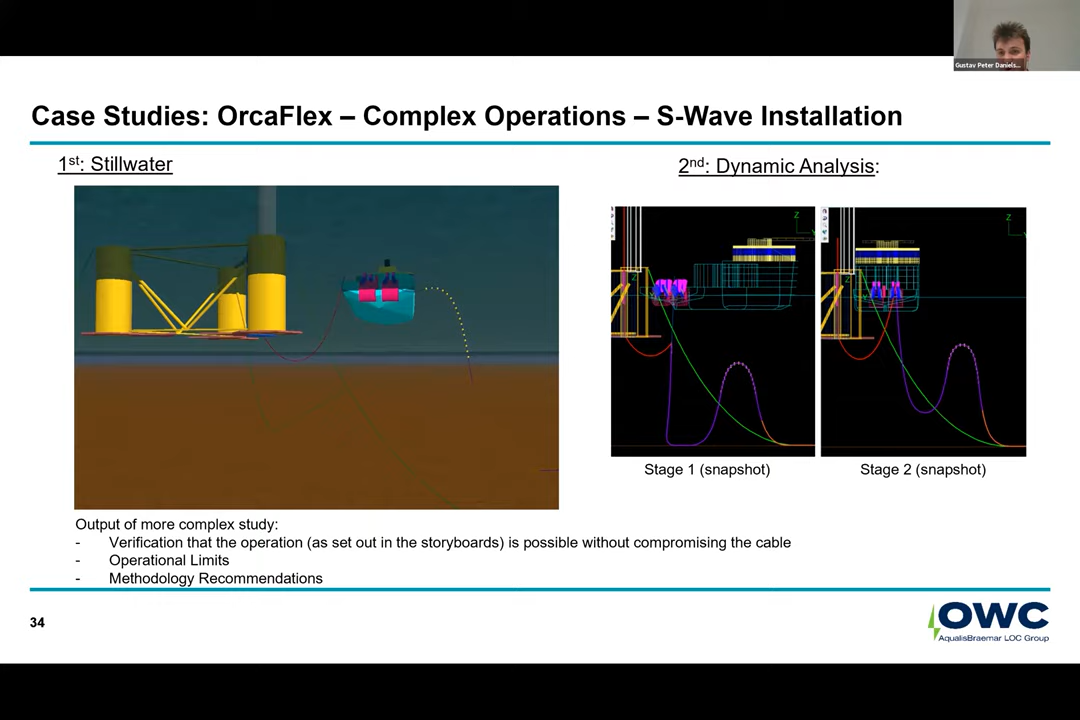 Gustav Peter Daniels...
Case Studies: OrcaFlex – Complex Operations – S-Wave Installation
1st: Stillwater
2nd: Dynamic Analysis:
Z
Z
Z
Z
Stage 1 (snapshot)
Stage 2 (snapshot)
Output of more complex study:
- Verification that the operation (as set out in the storyboards) is possible without compromising the cable
- Operational Limits
- Methodology Recommendations
34
OWC
AqualisBraemar LOC Group